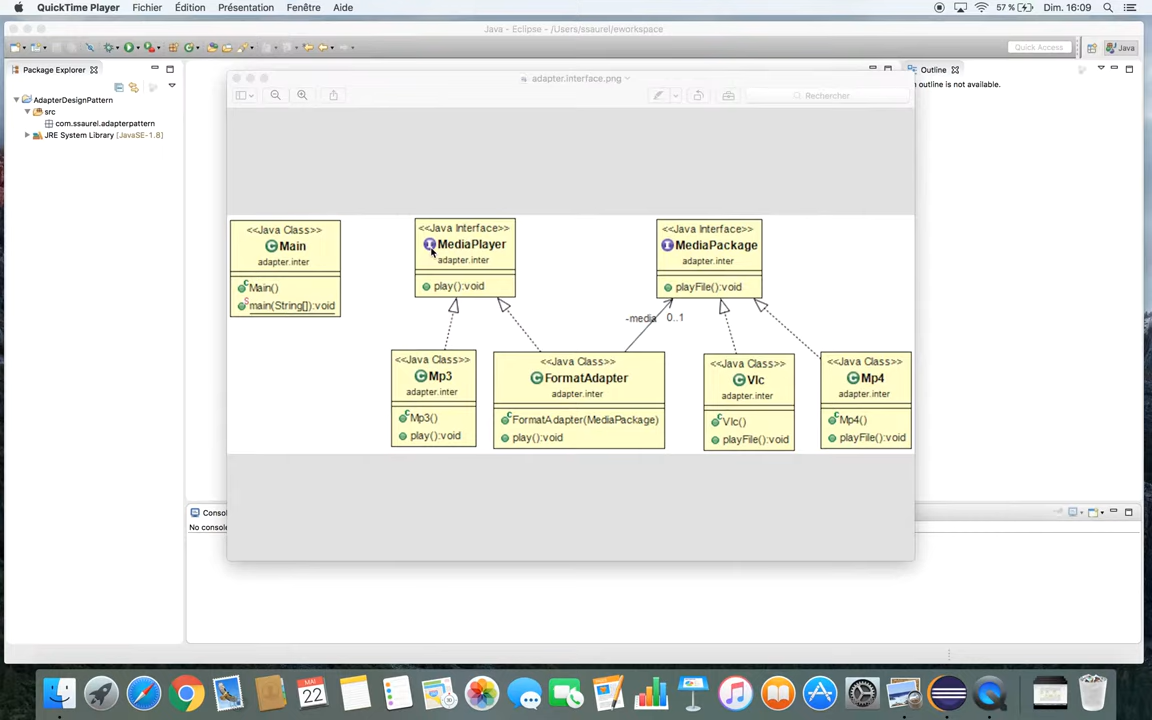 QuickTime Player Fichier Édition Présentation Fenêtre Aide 57 % Dim. 16:09
Java - Eclipse - /Users/ssaurel/eworkspace
Quick Access Java
Package Explorer
AdapterDesignPattern
src
com.ssaurel.adapterpattern
JRE System Library [JavaSE-1.8]
adapter.interface.png
Rechercher
Outline
n outline is not available.
<<Java Class>>
Main
adapter.inter
Main()
main(String[]):void
<<Java Interface>>
MediaPlayer
adapter.inter
play():void
<<Java Interface>>
MediaPackage
adapter.inter
playFile():void
-media 0..1
<<Java Class>>
Mp3
adapter.inter
Mp3()
play():void
<<Java Class>>
FormatAdapter
adapter.inter
FormatAdapter(MediaPackage)
play():void
<<Java Class>>
Vlc
adapter.inter
Vlc()
playFile():void
<<Java Class>>
Mp4
adapter.inter
Mp4()
playFile():void
Consol
No console
MAI
22